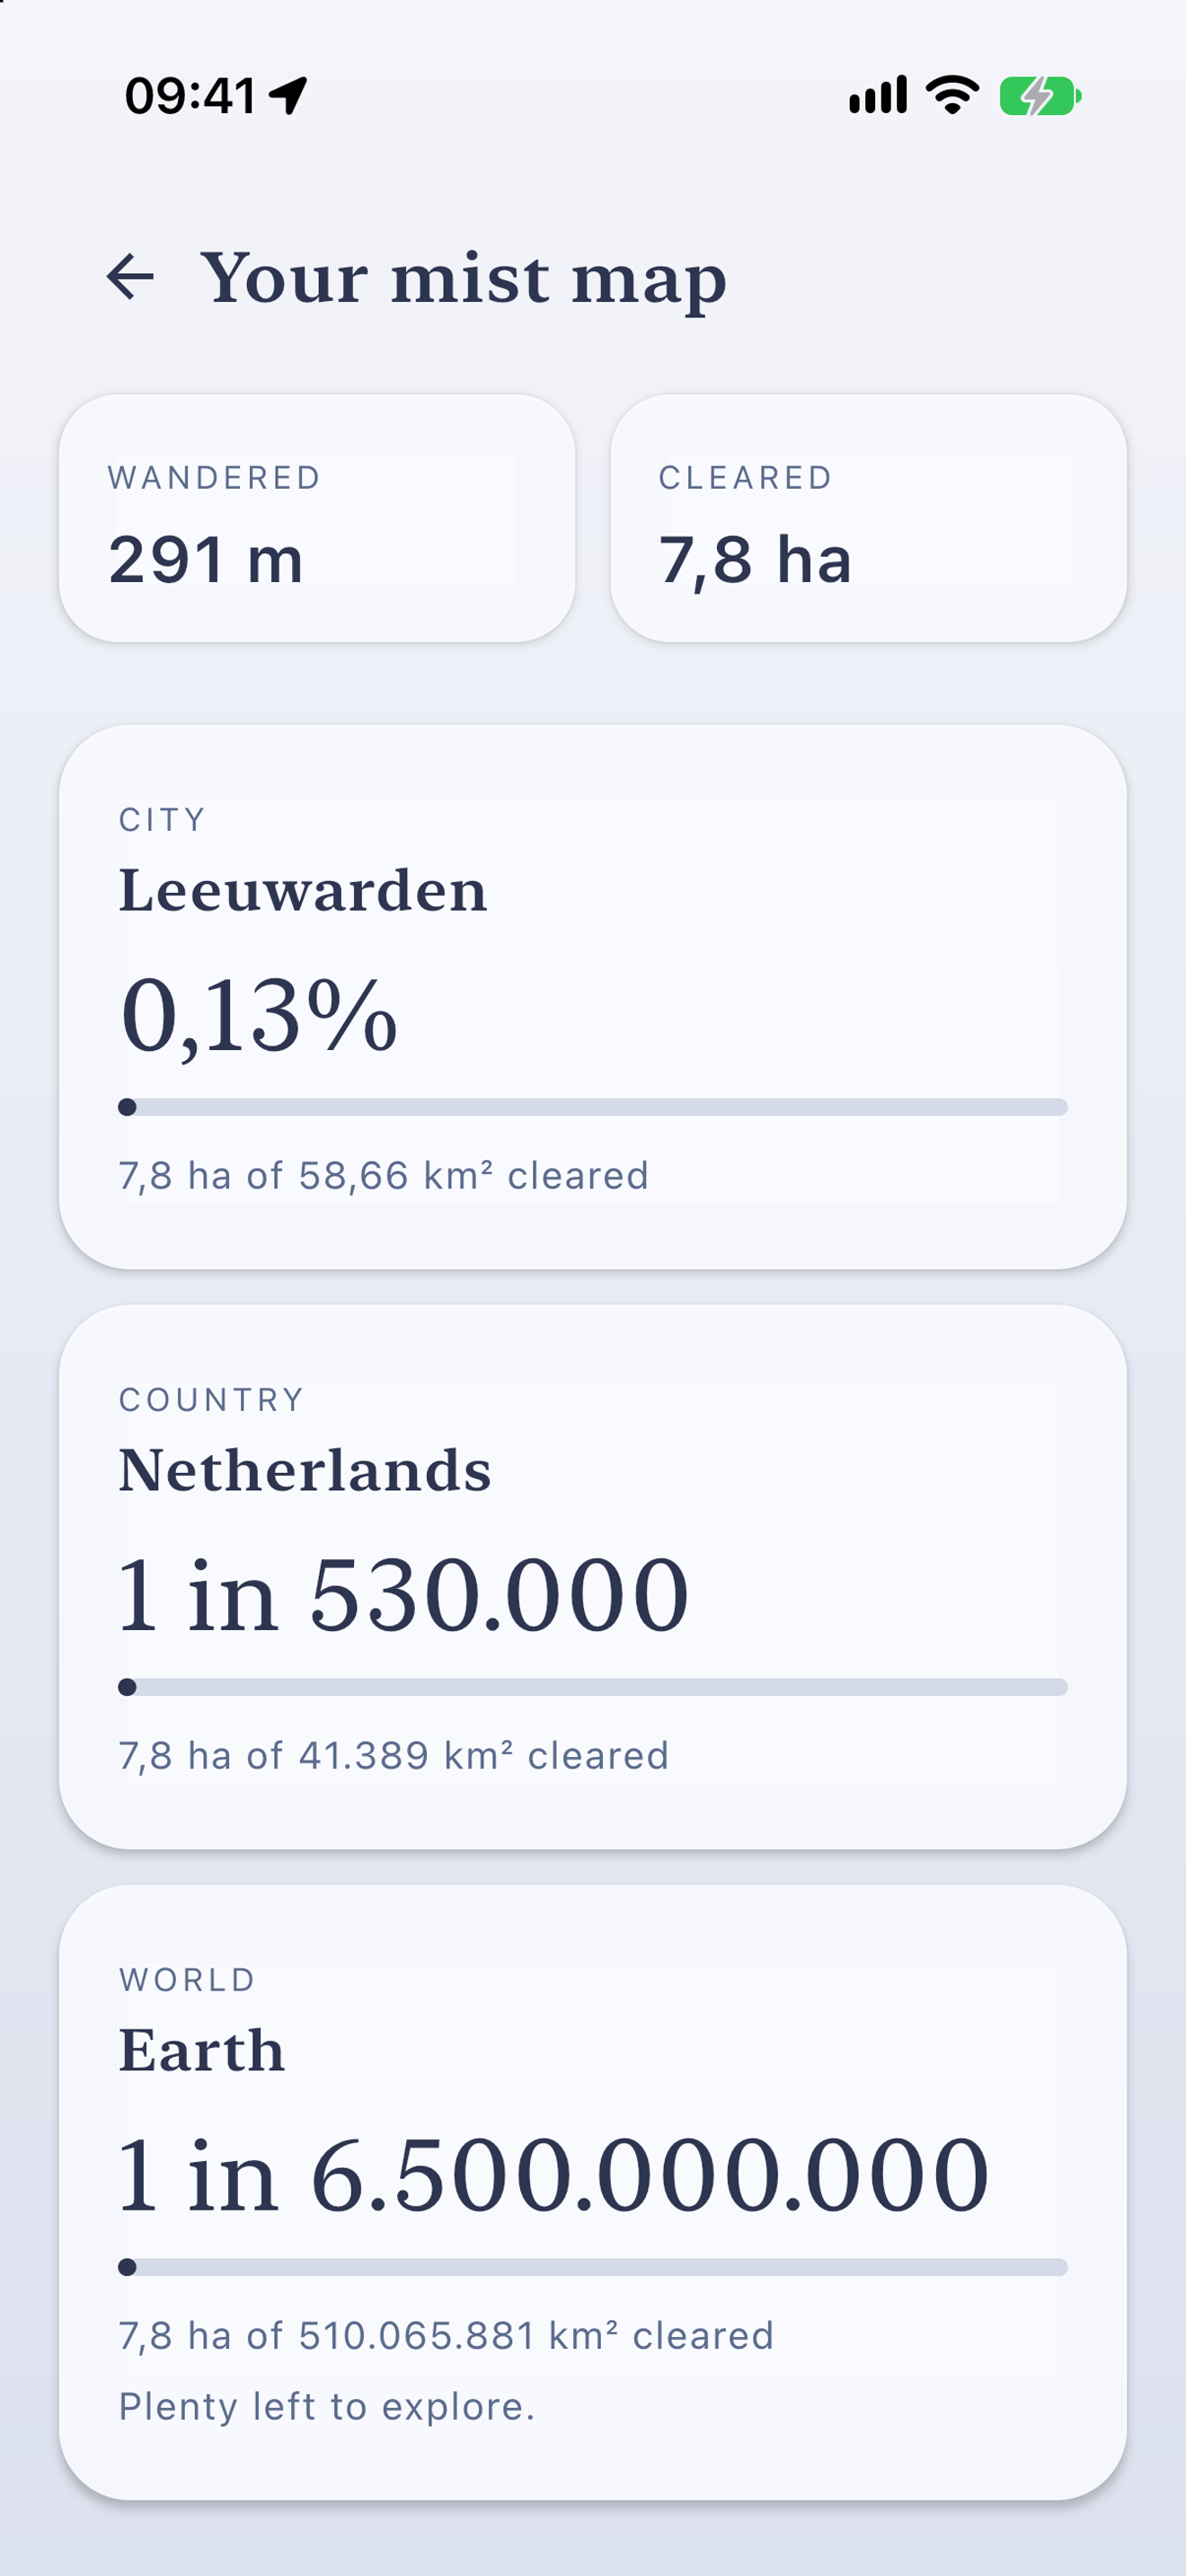 09:41
Your mist map
WANDERED
291 m
CLEARED
7,8 ha
CITY
Leeuwarden
0,13%
7,8 ha of 58,66 km² cleared
COUNTRY
Netherlands
1 in 530.000
7,8 ha of 41.389 km² cleared
WORLD
Earth
1 in 6.500.000.000
7,8 ha of 510.065.881 km² cleared
Plenty left to explore.